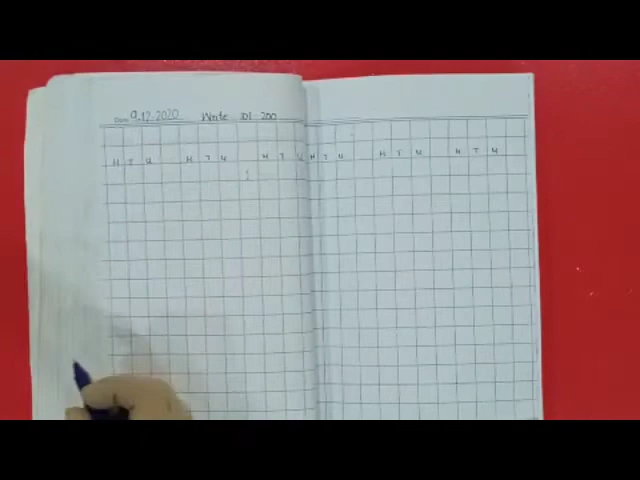 Date 9.12.2020 Write 101 200
H T U H T U H T U H T U H T U H T U